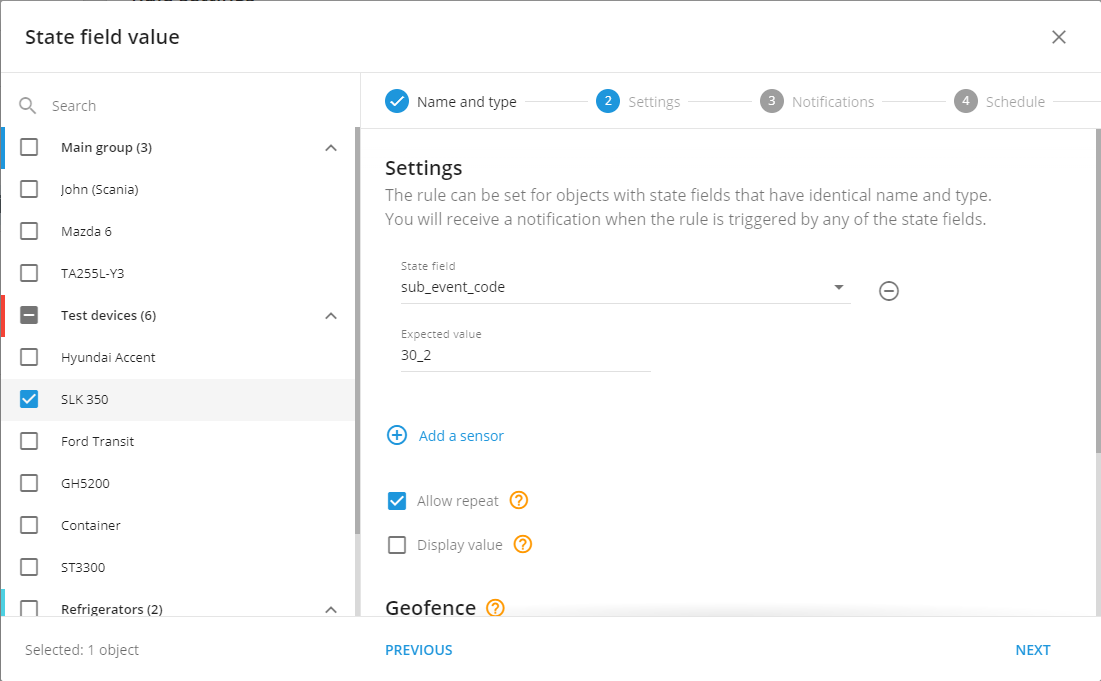 State field value
Search
Main group (3)
John (Scania)
Mazda 6
TA255L-Y3
Test devices (6)
Hyundai Accent
SLK 350
Ford Transit
GH5200
Container
ST3300
Refrigerators (2)
Selected: 1 object
Name and type
2 Settings
3 Notifications
4 Schedule
Settings
The rule can be set for objects with state fields that have identical name and type.
You will receive a notification when the rule is triggered by any of the state fields.
State field
sub_event_code
Expected value
30_2
Add a sensor
Allow repeat ?
Display value ?
Geofence ?
PREVIOUS
NEXT